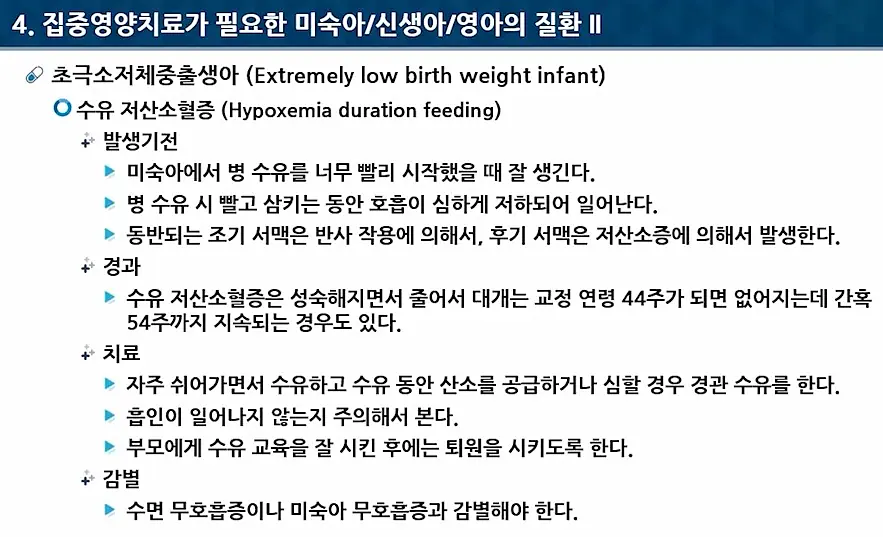 4. 집중영양치료가 필요한 미숙아/신생아/영아의 질환 II
초극소저체중출생아 (Extremely low birth weight infant)
수유 저산소혈증 (Hypoxemia duration feeding)
발생기전
미숙아에서 병 수유를 너무 빨리 시작했을 때 잘 생긴다.
병 수유 시 빨고 삼키는 동안 호흡이 심하게 저하되어 일어난다.
동반되는 조기 서맥은 반사 작용에 의해서, 후기 서맥은 저산소증에 의해서 발생한다.
경과
수유 저산소혈증은 성숙해지면서 줄어서 대개는 교정 연령 44주가 되면 없어지는데 간혹
54주까지 지속되는 경우도 있다.
치료
자주 쉬어가면서 수유하고 수유 동안 산소를 공급하거나 심할 경우 경관 수유를 한다.
흡인이 일어나지 않는지 주의해서 본다.
부모에게 수유 교육을 잘 시킨 후에는 퇴원을 시키도록 한다.
감별
수면 무호흡증이나 미숙아 무호흡증과 감별해야 한다.